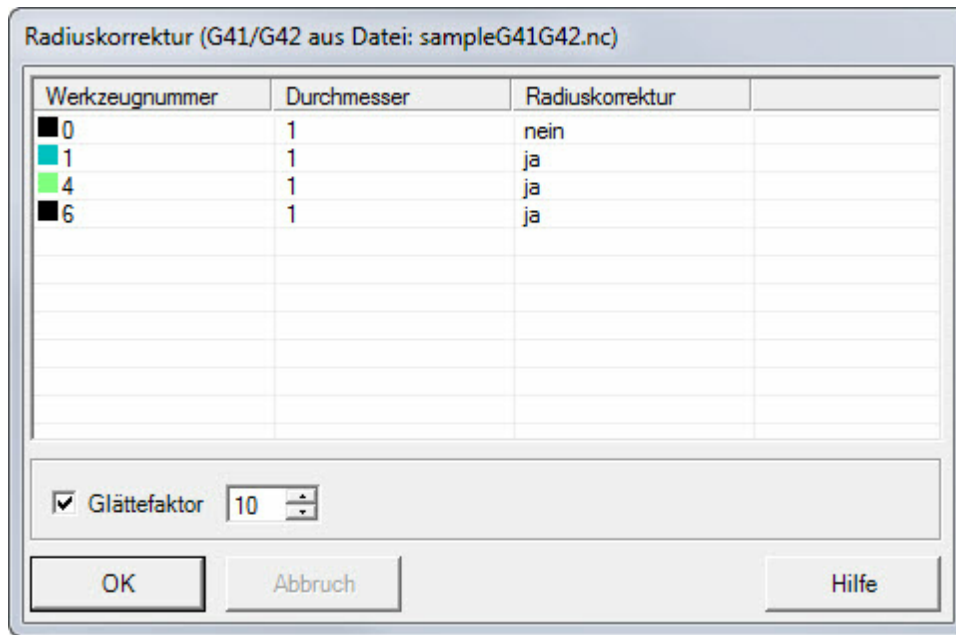 Radiuskorrektur (G41/G42 aus Datei: sampleG41G42.nc)
Werkzeugnummer Durchmesser Radiuskorrektur
0 1 nein
1 1 ja
4 1 ja
6 1 ja
Glättefaktor 10
OK Abbruch Hilfe